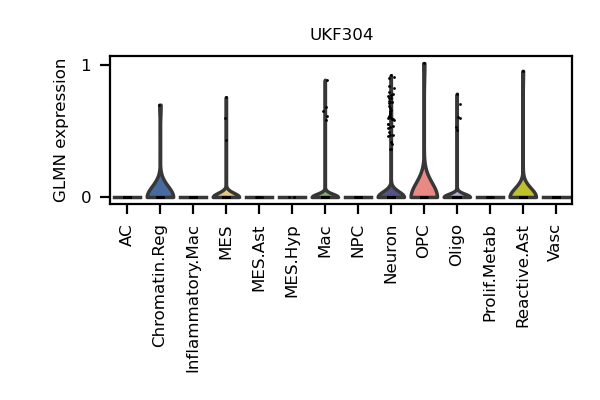 UKF304
GLMN expression
1
0
AC
Chromatin.Reg
Inflammatory.Mac
MES
MES.Ast
MES.Hyp
Mac
NPC
Neuron
OPC
Oligo
Prolif.Metab
Reactive.Ast
Vasc